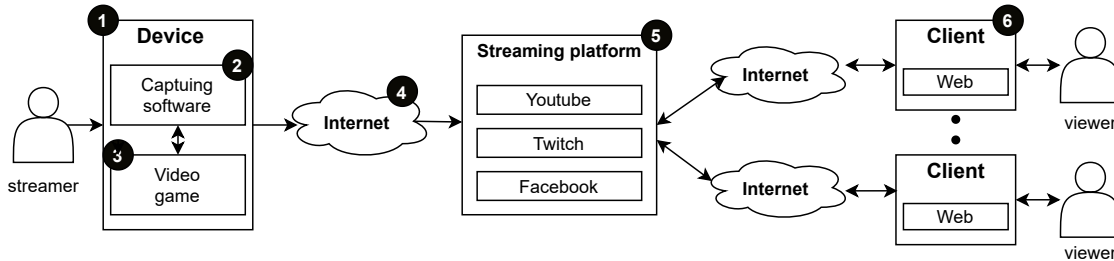 1
Device
2
Captuing
software
3
Video
game
streamer
4
Internet
5
Streaming platform
Youtube
Twitch
Facebook
Internet
Internet
6
Client
Web
viewer
Client
Web
viewer